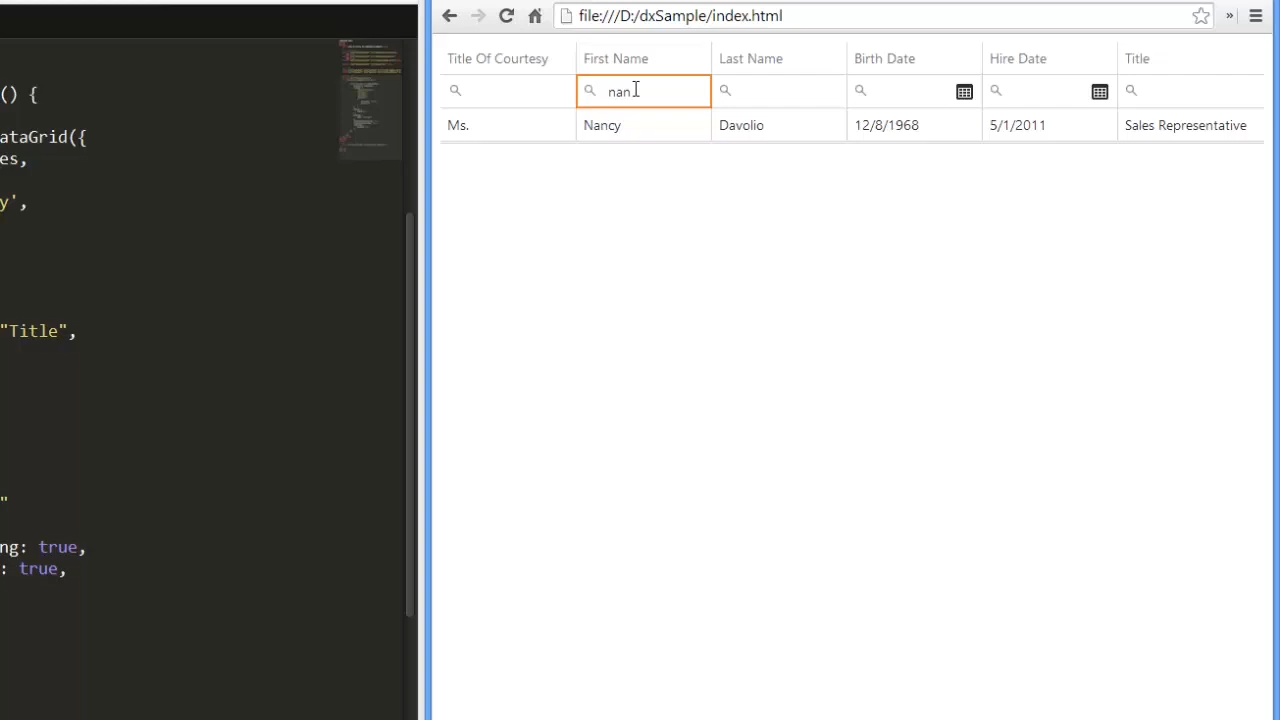 () {
ataGrid({
es,
y',
"Title",
"
ng: true,
: true,
file:///D:/dxSample/index.html
»
Title Of Courtesy First Name Last Name Birth Date Hire Date Title
nan
Ms. Nancy Davolio 12/8/1968 5/1/2011 Sales Representative